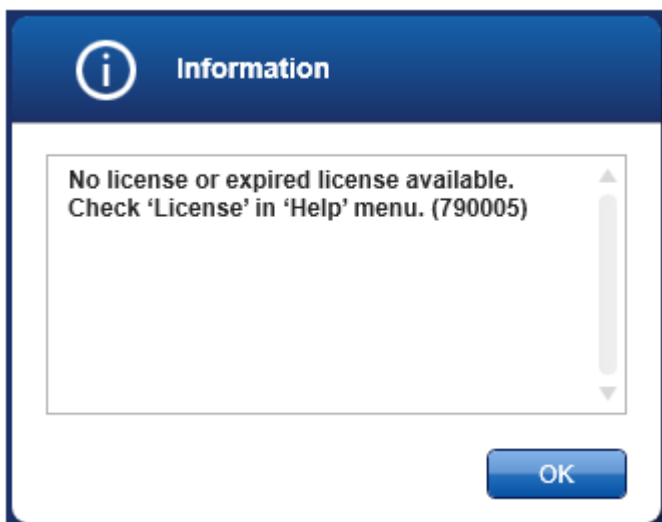 Information
No license or expired license available.
Check ‘License’ in ‘Help’ menu. (790005)
OK